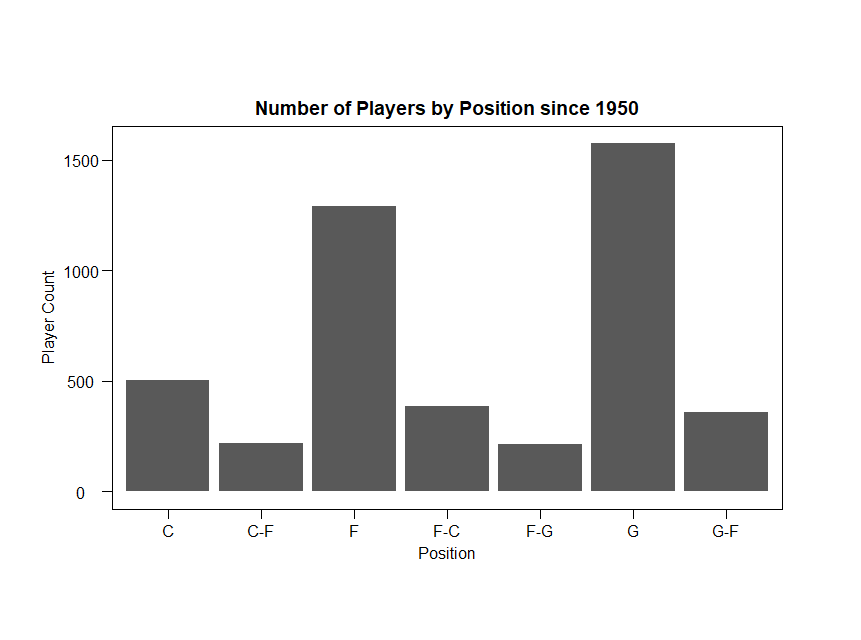 Number of Players by Position since 1950
Player Count
1500
1000
500
0
C C-F F F-C F-G G G-F
Position